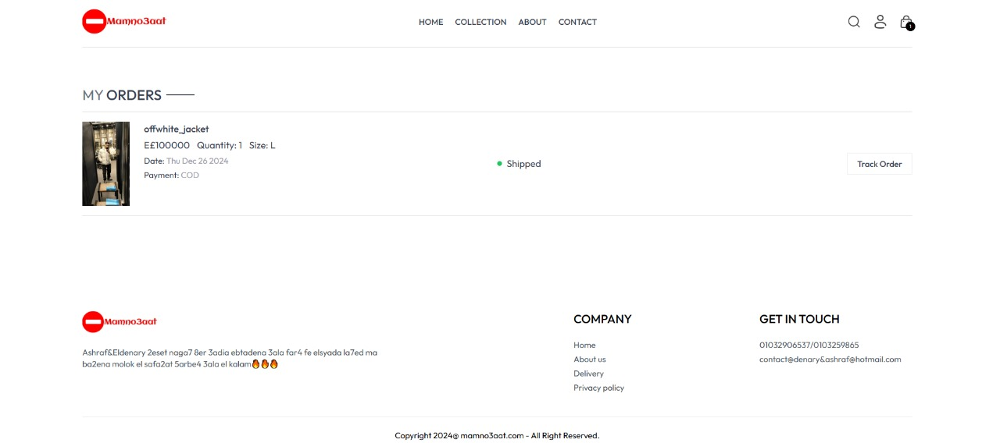 Mamno3aat
HOME COLLECTION ABOUT CONTACT
1
MY ORDERS
offwhite_jacket
E£100000 Quantity: 1 Size: L
Date: Thu Dec 26 2024
Payment: COD
Shipped
Track Order
Mamno3aat
Ashraf&Eldenary 2eset naga7 8er 3adia ebtadena 3ala far4 fe elsyada la7ed ma
ba2ena molok el safa2at 5arbe4 3ala el kalam🔥🔥🔥
COMPANY
Home
About us
Delivery
Privacy policy
GET IN TOUCH
01032906537/0103259865
contact@denary&ashraf@hotmail.com
Copyright 2024@ mamno3aat.com - All Right Reserved.